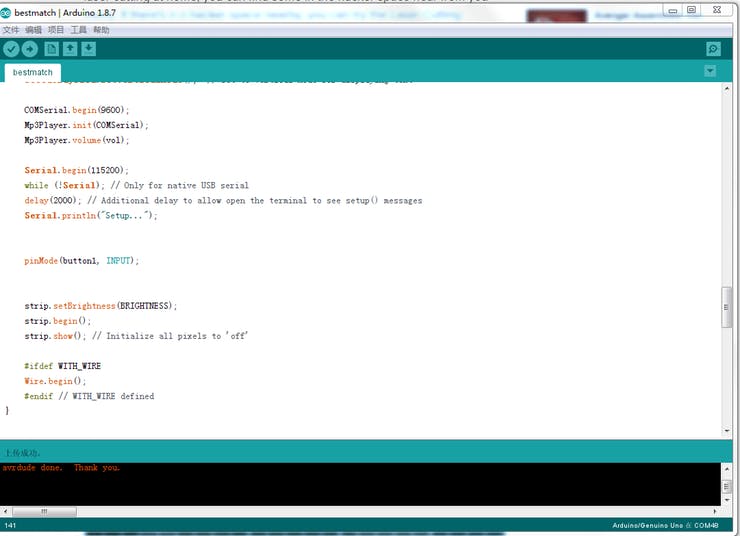 bestmatch | Arduino 1.8.7
文件 编辑 项目 工具 帮助
bestmatch
COMSerial.begin(9600);
Mp3Player.init(COMSerial);
Mp3Player.volume(vol);
Serial.begin(115200);
while (!Serial); // Only for native USB serial
delay(2000); // Additional delay to allow open the terminal to see setup() messages
Serial.println("Setup...");
pinMode(button1, INPUT);
strip.setBrightness(BRIGHTNESS);
strip.begin();
strip.show(); // Initialize all pixels to 'off'
#ifdef WITH_WIRE
Wire.begin();
#endif // WITH_WIRE defined
}
上传成功。
avrdude done.  Thank you.
141
Arduino/Genuino Uno 在 COM48